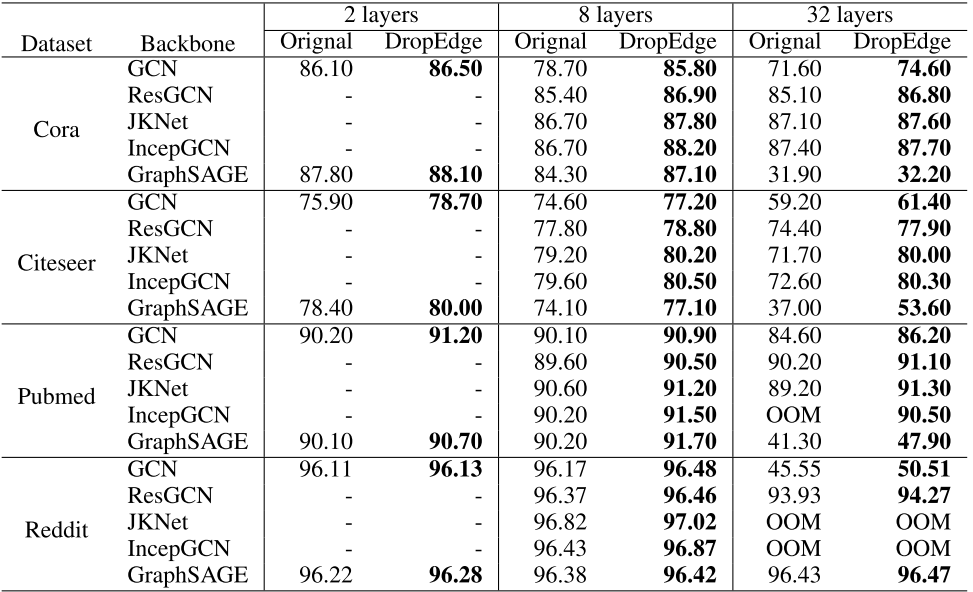 2 layers 8 layers 32 layers
Dataset Backbone Orignal DropEdge Orignal DropEdge Orignal DropEdge
GCN 86.10 86.50 78.70 85.80 71.60 74.60
ResGCN - - 85.40 86.90 85.10 86.80
Cora JKNet - - 86.70 87.80 87.10 87.60
IncepGCN - - 86.70 88.20 87.40 87.70
GraphSAGE 87.80 88.10 84.30 87.10 31.90 32.20
GCN 75.90 78.70 74.60 77.20 59.20 61.40
ResGCN - - 77.80 78.80 74.40 77.90
Citeseer JKNet - - 79.20 80.20 71.70 80.00
IncepGCN - - 79.60 80.50 72.60 80.30
GraphSAGE 78.40 80.00 74.10 77.10 37.00 53.60
GCN 90.20 91.20 90.10 90.90 84.60 86.20
ResGCN - - 89.60 90.50 90.20 91.10
Pubmed JKNet - - 90.60 91.20 89.20 91.30
IncepGCN - - 90.20 91.50 OOM 90.50
GraphSAGE 90.10 90.70 90.20 91.70 41.30 47.90
GCN 96.11 96.13 96.17 96.48 45.55 50.51
ResGCN - - 96.37 96.46 93.93 94.27
Reddit JKNet - - 96.82 97.02 OOM OOM
IncepGCN - - 96.43 96.87 OOM OOM
GraphSAGE 96.22 96.28 96.38 96.42 96.43 96.47